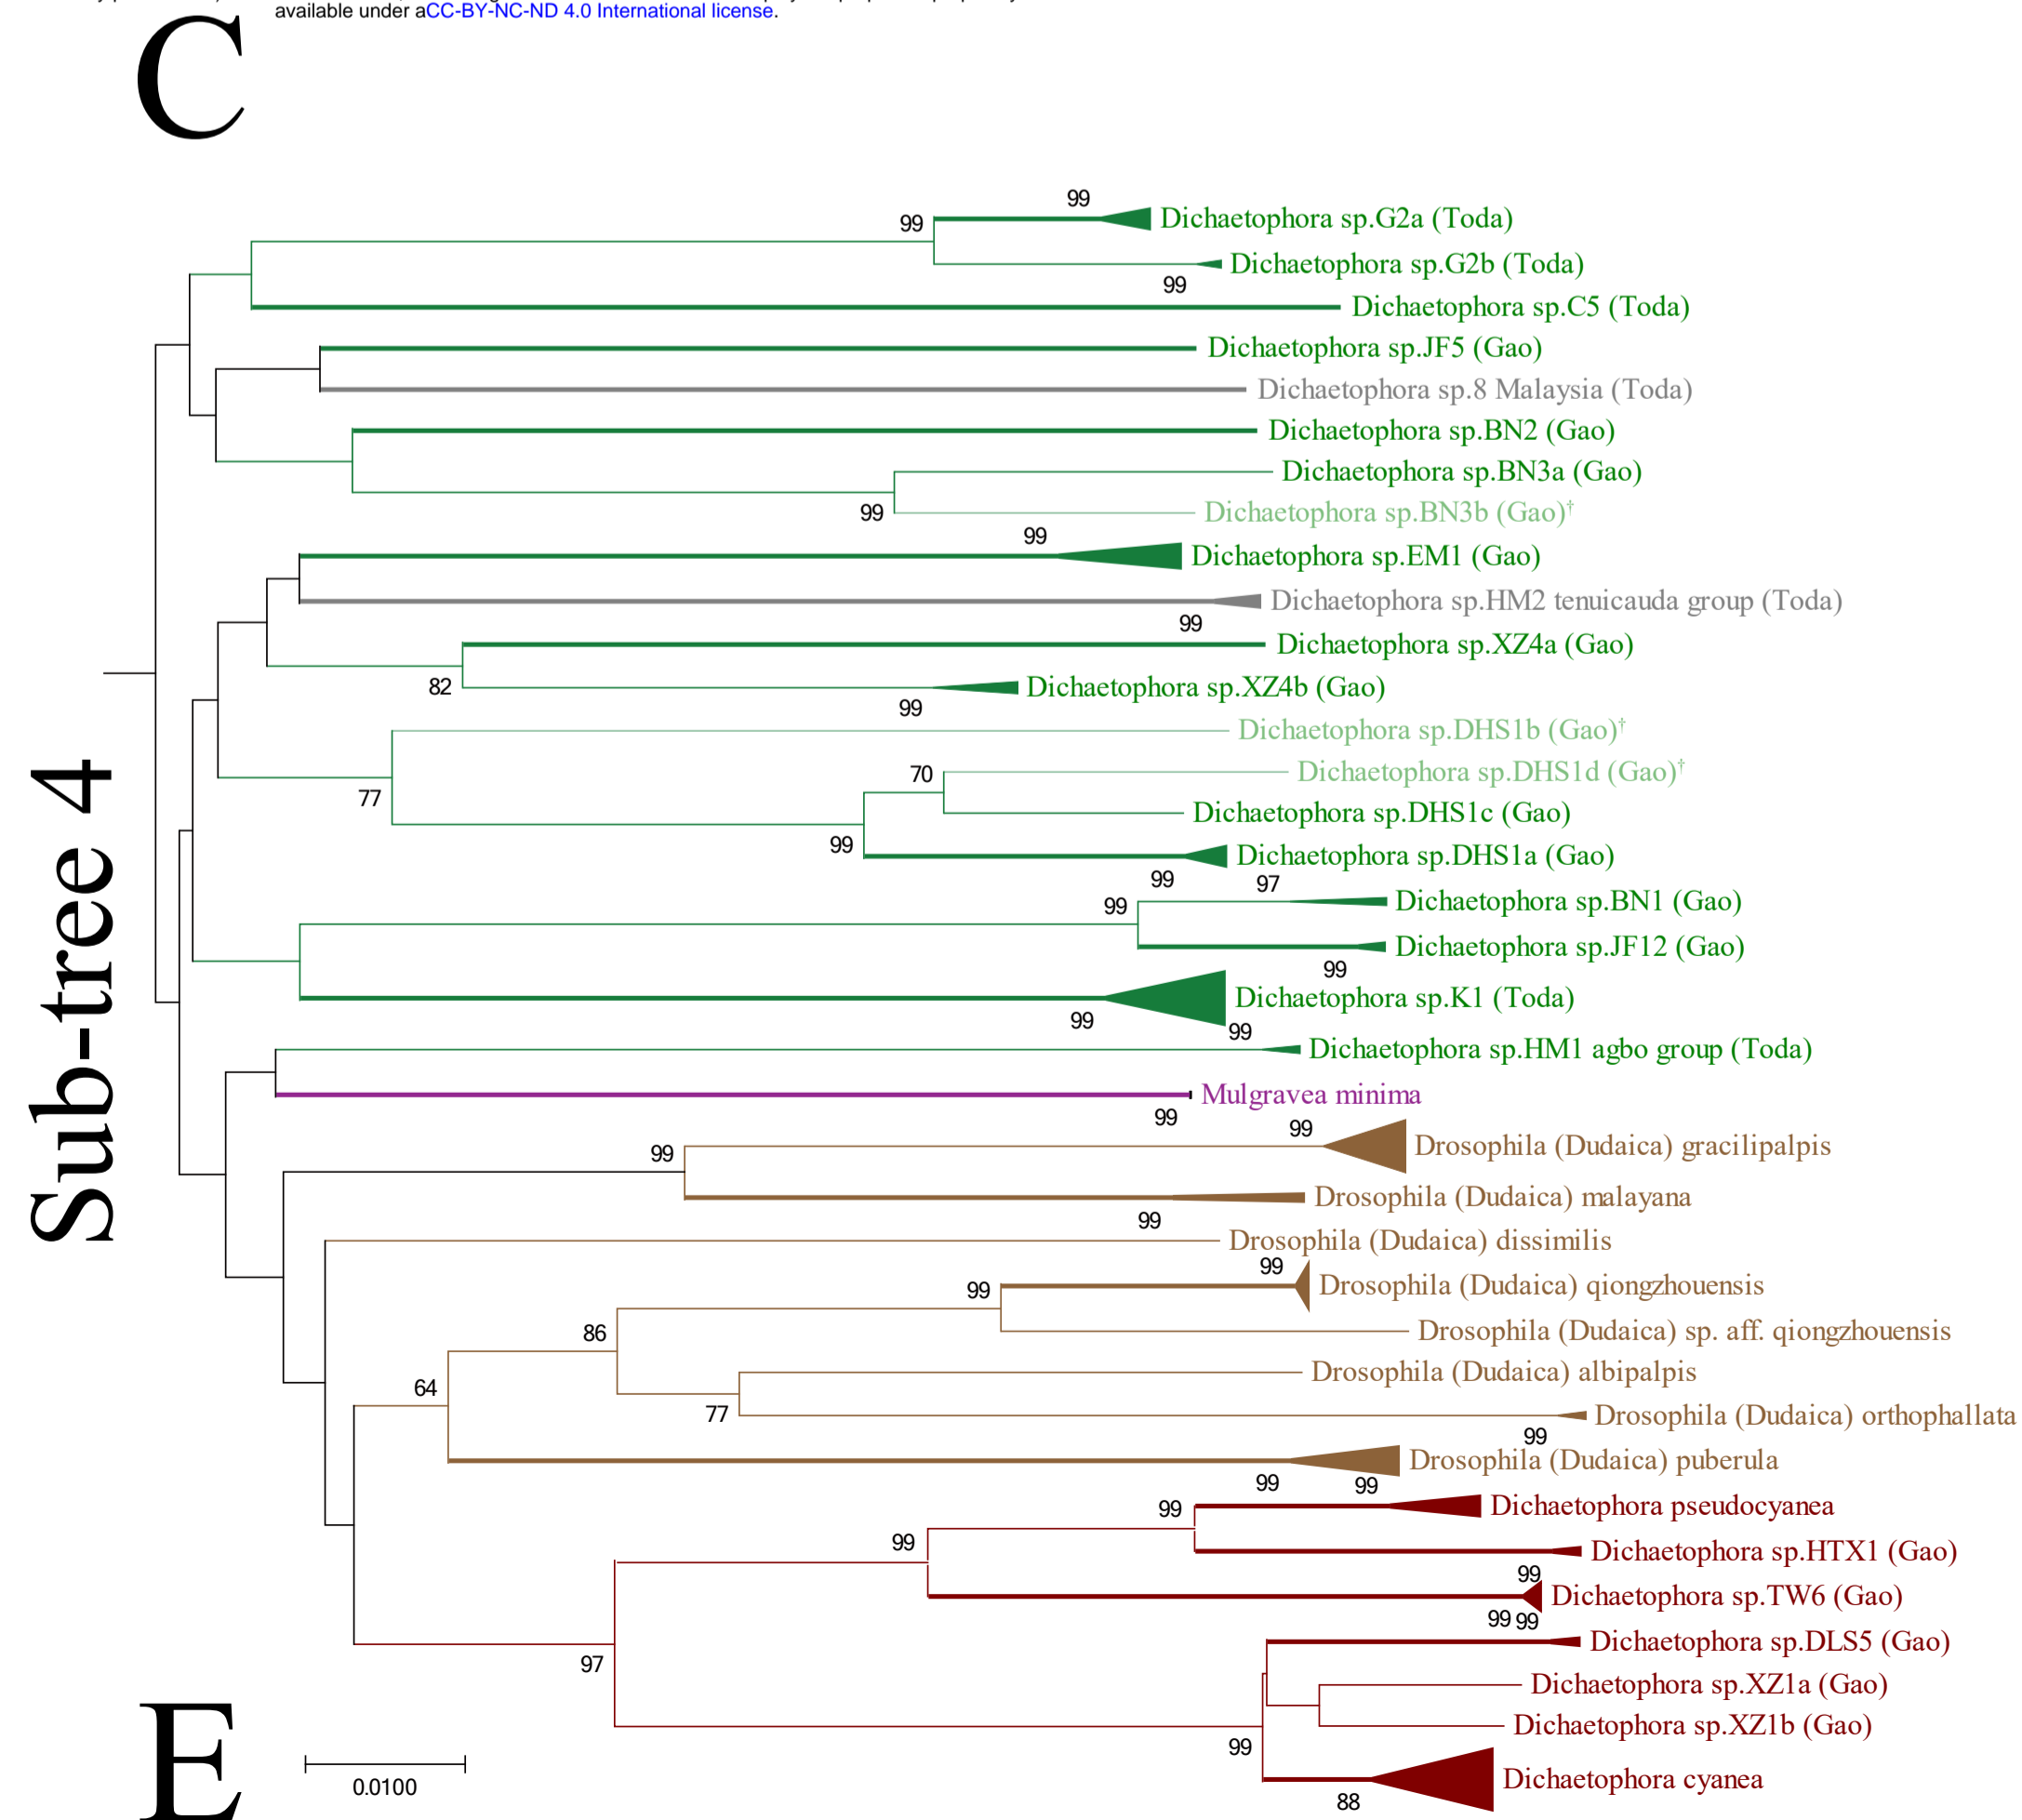 available under aCC-BY-NC-ND 4.0 International license.
C
Sub-tree 4
99
99
Dichaetophora sp.G2a (Toda)
Dichaetophora sp.G2b (Toda)
99
Dichaetophora sp.C5 (Toda)
Dichaetophora sp.JF5 (Gao)
Dichaetophora sp.8 Malaysia (Toda)
Dichaetophora sp.BN2 (Gao)
Dichaetophora sp.BN3a (Gao)
99
Dichaetophora sp.BN3b (Gao)†
99
Dichaetophora sp.EM1 (Gao)
Dichaetophora sp.HM2 tenuicauda group (Toda)
99
Dichaetophora sp.XZ4a (Gao)
82
Dichaetophora sp.XZ4b (Gao)
99
Dichaetophora sp.DHS1b (Gao)†
70
Dichaetophora sp.DHS1d (Gao)†
77
Dichaetophora sp.DHS1c (Gao)
99
Dichaetophora sp.DHS1a (Gao)
99
97
99
Dichaetophora sp.BN1 (Gao)
Dichaetophora sp.JF12 (Gao)
99
Dichaetophora sp.K1 (Toda)
99
99
Dichaetophora sp.HM1 agbo group (Toda)
Mulgravea minima
99
99
99
Drosophila (Dudaica) gracilipalpis
Drosophila (Dudaica) malayana
99
Drosophila (Dudaica) dissimilis
99
99
Drosophila (Dudaica) qiongzhouensis
86
Drosophila (Dudaica) sp. aff. qiongzhouensis
Drosophila (Dudaica) albipalpis
64
77
Drosophila (Dudaica) orthophallata
99
Drosophila (Dudaica) puberula
99
99
99
Dichaetophora pseudocyanea
99
Dichaetophora sp.HTX1 (Gao)
99
Dichaetophora sp.TW6 (Gao)
99
99
Dichaetophora sp.DLS5 (Gao)
97
Dichaetophora sp.XZ1a (Gao)
Dichaetophora sp.XZ1b (Gao)
99
Dichaetophora cyanea
88
E
0.0100